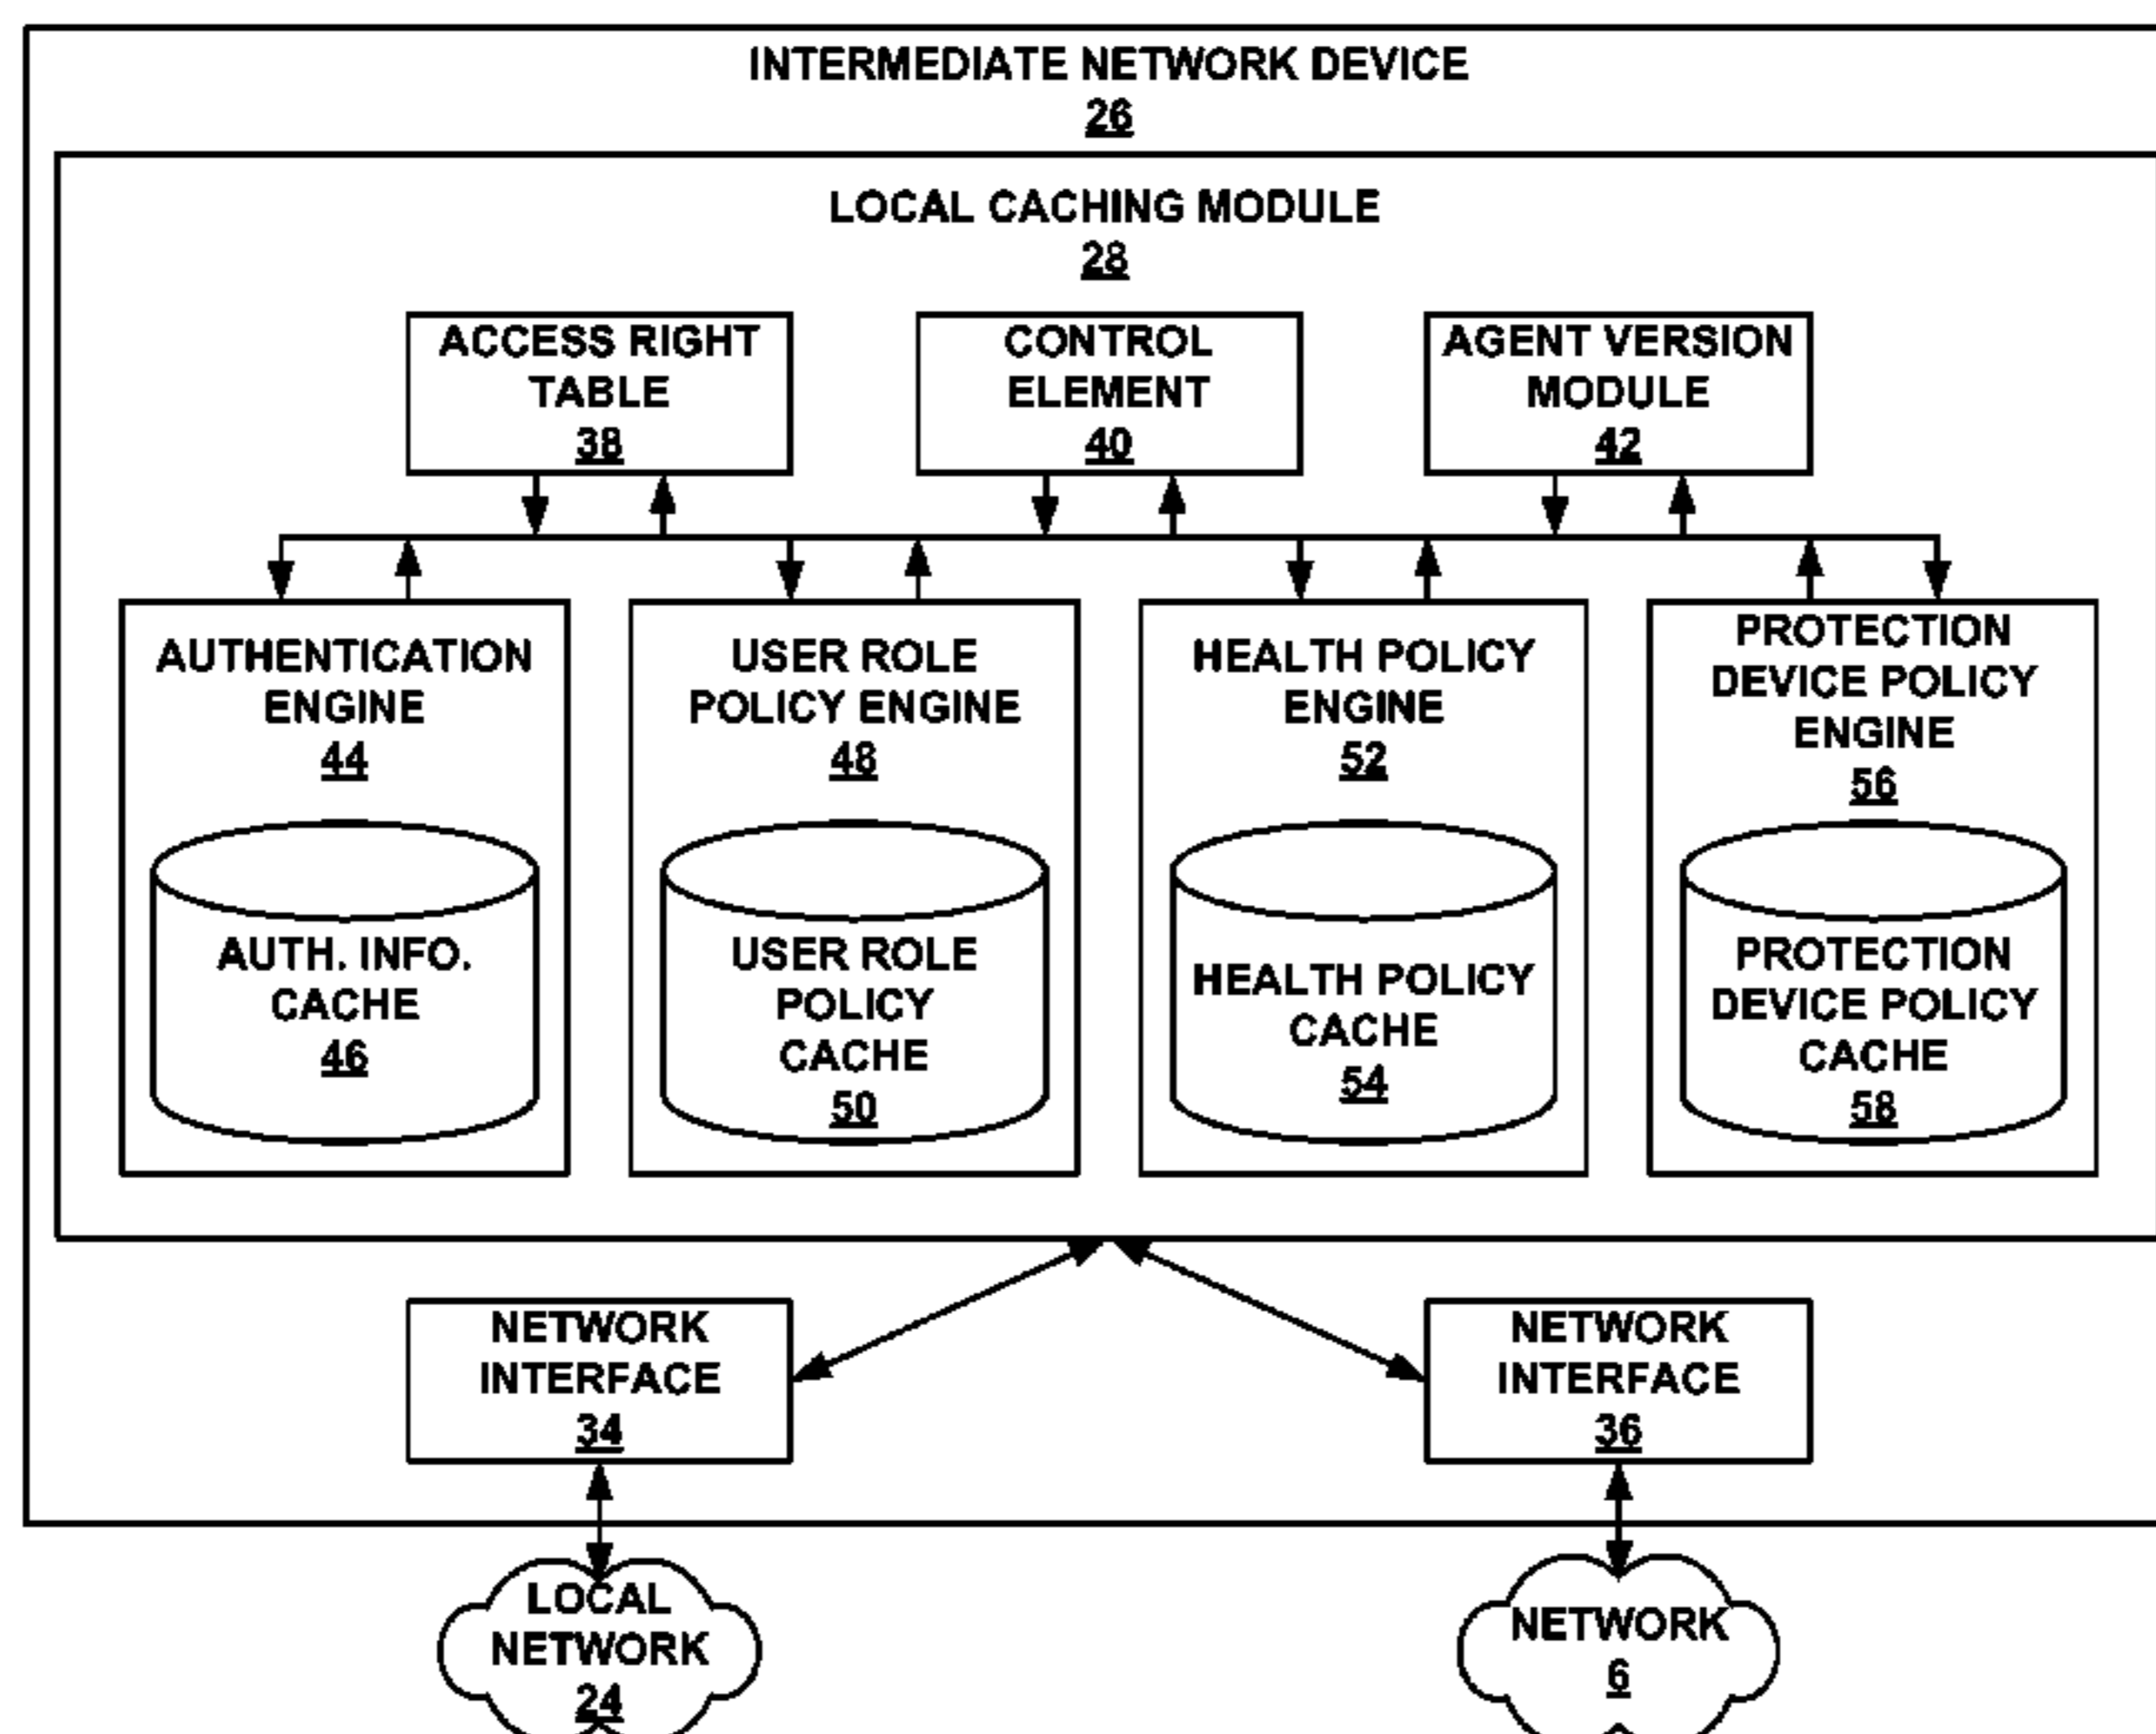 INTERMEDIATE NETWORK DEVICE
26
LOCAL CACHING MODULE
28
ACCESS RIGHT
TABLE
38
CONTROL
ELEMENT
40
AGENT VERSION
MODULE
42
AUTHENTICATION
ENGINE
44
AUTH. INFO.
CACHE
46
USER ROLE
POLICY ENGINE
48
USER ROLE
POLICY
CACHE
50
HEALTH POLICY
ENGINE
52
HEALTH POLICY
CACHE
54
PROTECTION
DEVICE POLICY
ENGINE
56
PROTECTION
DEVICE POLICY
CACHE
58
NETWORK
INTERFACE
34
NETWORK
INTERFACE
36
LOCAL
NETWORK
24
NETWORK
6